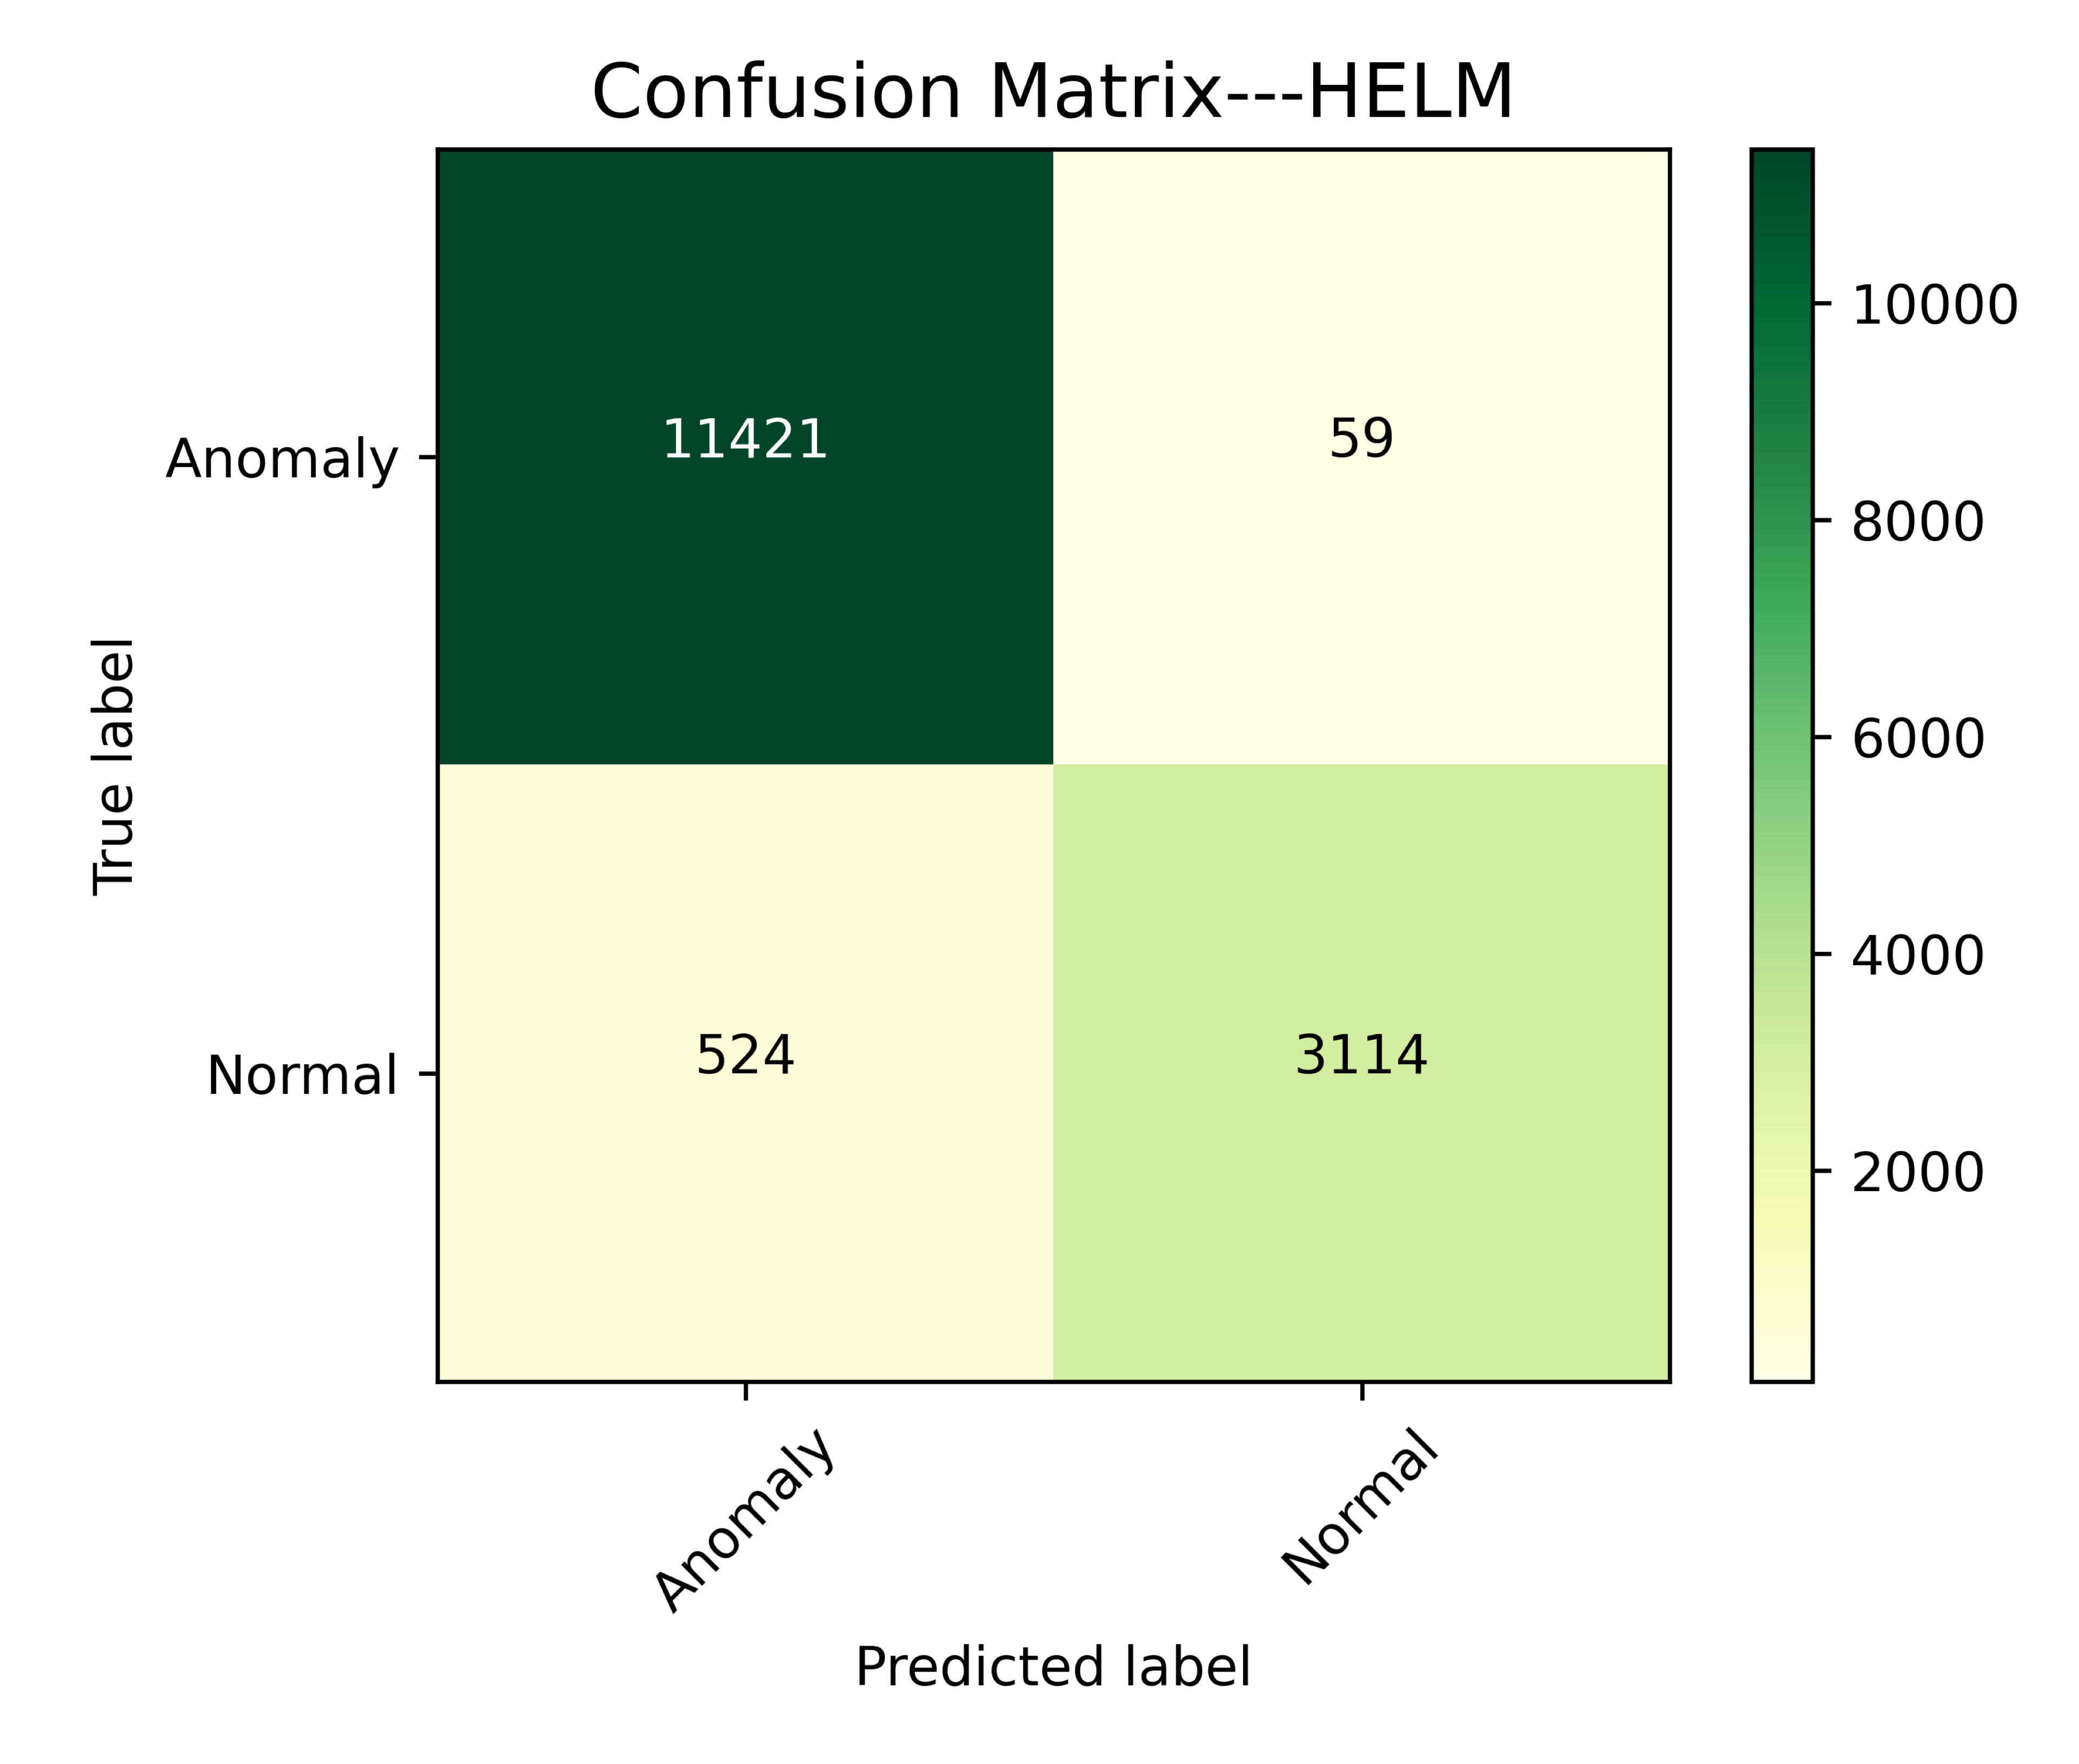 Confusion Matrix---HELM
True label
Anomaly
11421 59
Normal
524 3114
Anomaly Normal
Predicted label
10000
8000
6000
4000
2000